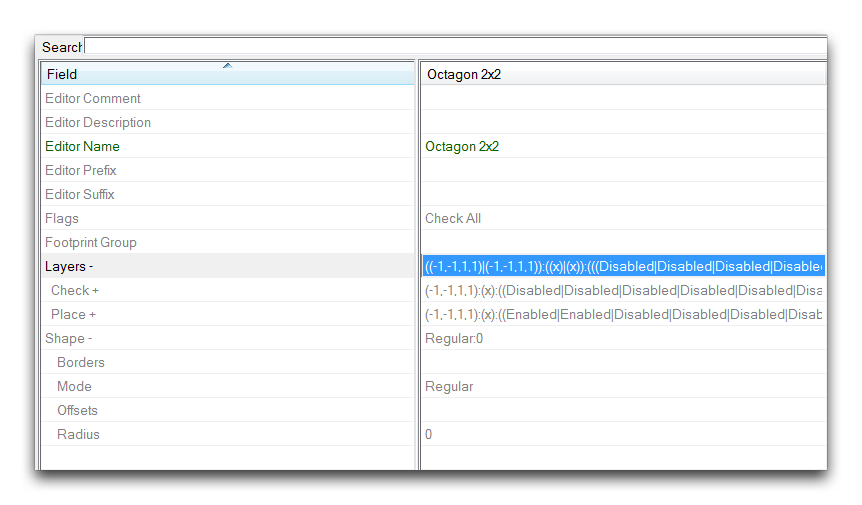 Search
Field Octagon 2x2
Editor Comment
Editor Description
Editor Name Octagon 2x2
Editor Prefix
Editor Suffix
Flags Check All
Footprint Group
Layers - ((-1,-1,1,1)|(-1,-1,1,1)):((x)|(x)):(((Disabled|Disabled|Disabled|Disable
Check + (-1,-1,1,1):(x):((Disabled|Disabled|Disabled|Disabled|Disabled|Disa
Place + (-1,-1,1,1):(x):((Enabled|Enabled|Disabled|Disabled|Disabled|Disab
Shape - Regular:0
Borders
Mode Regular
Offsets
Radius 0